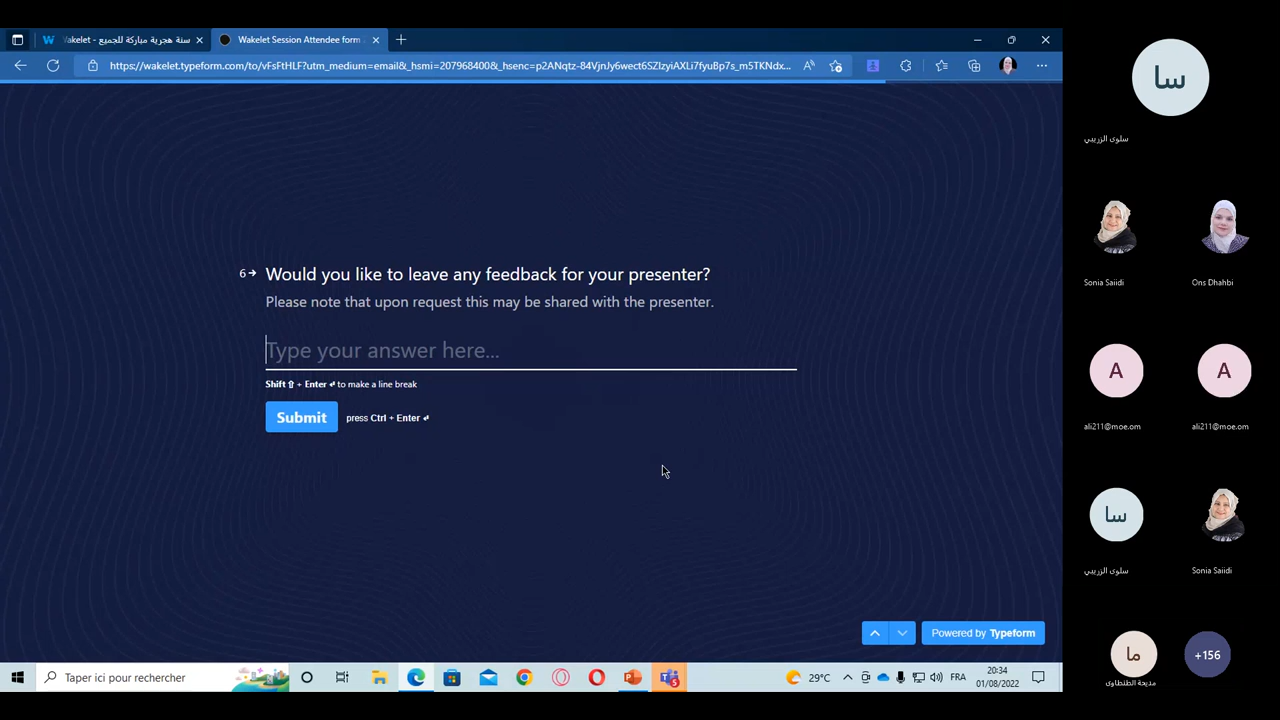 سنة هجرية مباركة للجميع - Wakelet
Wakelet Session Attendee form
https://wakelet.typeform.com/to/vFsFtHLF?utm_medium=email&_hsmi=207968400&_hsenc=p2ANqtz-84VjnJy6wect6SZlzyiAXLi7fyuBp7s_m5TKNdx...
سا
سلوى الزريبي
6
Would you like to leave any feedback for your presenter?
Please note that upon request this may be shared with the presenter.
Type your answer here...
Shift ⇧ + Enter ↵ to make a line break
Submit
press Ctrl + Enter ↵
Sonia Saiidi
Ons Dhahbi
A
A
ali211@moe.om
ali211@moe.om
سا
سلوى الزريبي
Sonia Saiidi
ما
مديحة الطنطاوى
+156
Powered by Typeform
Taper ici pour rechercher
29°C
FRA
20:34
01/08/2022